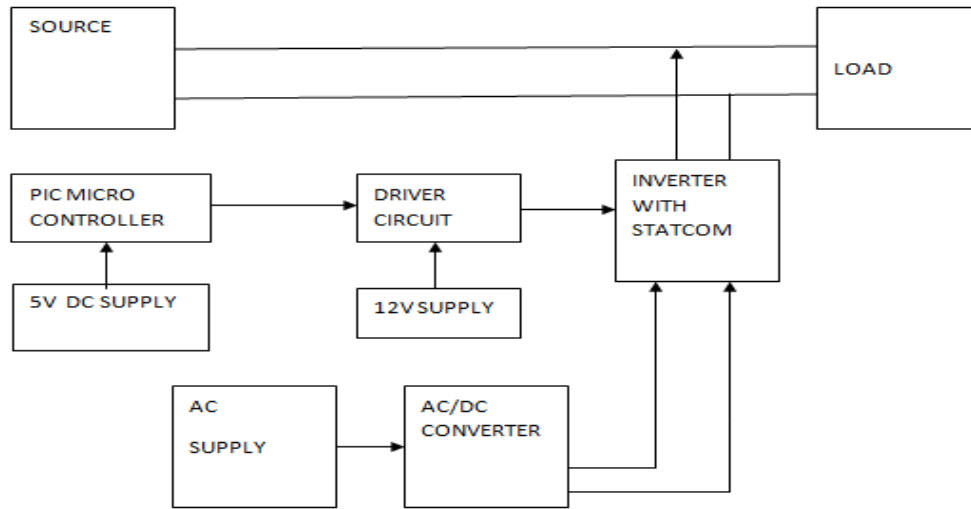 SOURCE
LOAD
PIC MICRO
CONTROLLER
DRIVER
CIRCUIT
INVERTER
WITH
STATCOM
5V DC SUPPLY
12V SUPPLY
AC
SUPPLY
AC/DC
CONVERTER